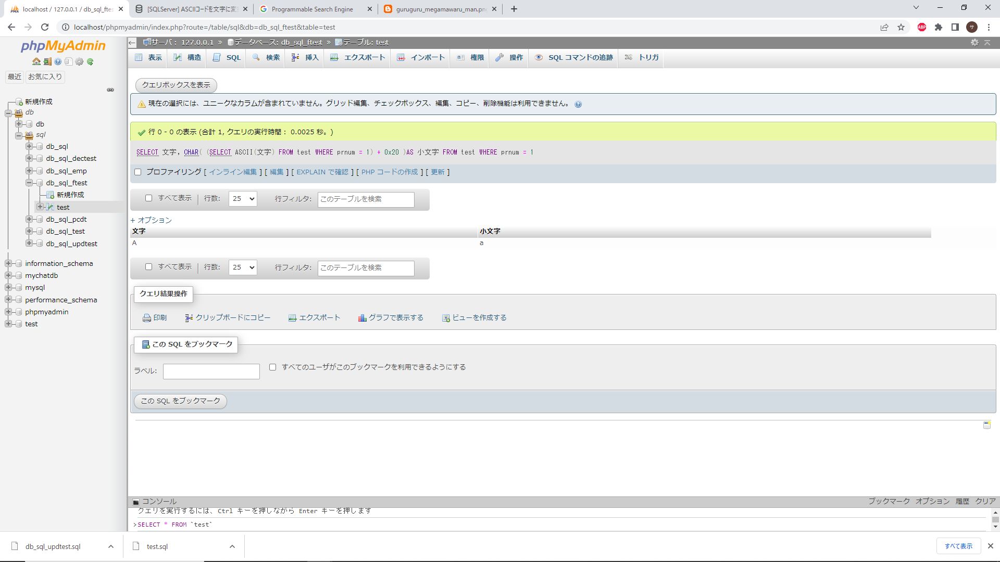 localhost / 127.0.0.1 / db_sql_ftes
[SQLServer] ASCIIコードを文字に変
Programmable Search Engine
guruguru_megamawaru_man.pn
localhost/phpmyadmin/index.php?route=/table/sql&db=db_sql_ftest&table=test
ABP
サ
phpMyAdmin
最近
お気に入り
新規作成
db
db
sql
db_sql
db_sql_dectest
db_sql_emp
db_sql_ftest
新規作成
test
db_sql_pcdt
db_sql_test
db_sql_updtest
information_schema
mychatdb
mysql
performance_schema
phpmyadmin
test
サーバ: 127.0.0.1 » データベース: db_sql_ftest » テーブル: test
表示 構造 SQL 検索 挿入 エクスポート インポート 権限 操作 SQL コマンドの追跡 トリガ
クエリボックスを表示
現在の選択には、ユニークなカラムが含まれていません。グリッド編集、チェックボックス、編集、コピー、削除機能は利用できません。
行 0 - 0 の表示 (合計 1, クエリの実行時間: 0.0025 秒。)
SELECT 文字, CHAR( (SELECT ASCII(文字) FROM test WHERE prnum = 1) + 0x20 )AS 小文字 FROM test WHERE prnum = 1
プロファイリング [ インライン編集 ] [ 編集 ] [ EXPLAIN で確認 ] [ PHP コードの作成 ] [ 更新 ]
すべて表示 行数: 25 行フィルタ: このテーブルを検索
+ オプション
文字 小文字
A a
すべて表示 行数: 25 行フィルタ: このテーブルを検索
クエリ結果操作
印刷 クリップボードにコピー エクスポート グラフで表示する ビューを作成する
この SQL をブックマーク
ラベル: すべてのユーザがこのブックマークを利用できるようにする
この SQL をブックマーク
コンソール ブックマーク オプション 履歴 クリア
クエリを実行するには、Ctrl キーを押しながら Enter キーを押します
>SELECT * FROM `test`
db_sql_updtest.sql
test.sql
すべて表示